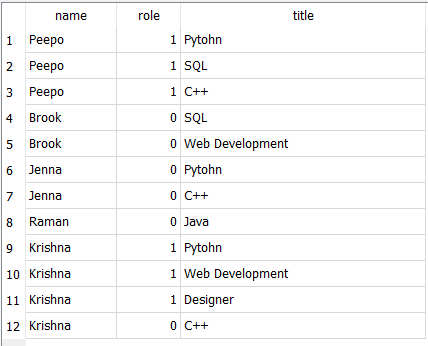 name role title
1 Peepo 1 Pytohn
2 Peepo 1 SQL
3 Peepo 1 C++
4 Brook 0 SQL
5 Brook 0 Web Development
6 Jenna 0 Pytohn
7 Jenna 0 C++
8 Raman 0 Java
9 Krishna 1 Pytohn
10 Krishna 1 Web Development
11 Krishna 1 Designer
12 Krishna 0 C++